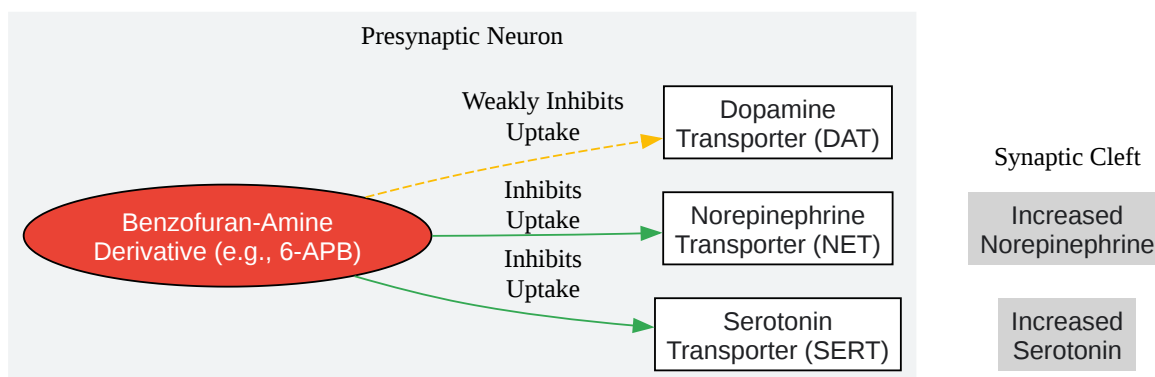 Presynaptic Neuron
Weakly Inhibits
Uptake
Dopamine
Transporter (DAT)
Synaptic Cleft
Benzofuran-Amine
Derivative (e.g., 6-APB)
Inhibits
Uptake
Norepinephrine
Transporter (NET)
Increased
Norepinephrine
Inhibits
Uptake
Serotonin
Transporter (SERT)
Increased
Serotonin